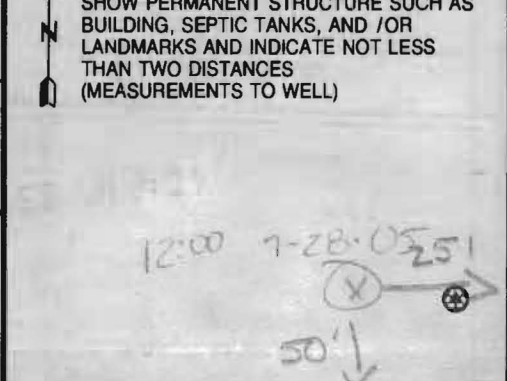 SHOW PERMANENT STRUCTURE SUCH AS
N BUILDING, SEPTIC TANKS, AND /OR
LANDMARKS AND INDICATE NOT LESS
THAN TWO DISTANCES
(MEASUREMENTS TO WELL)
12:00 7-28-05
25'
X
50'